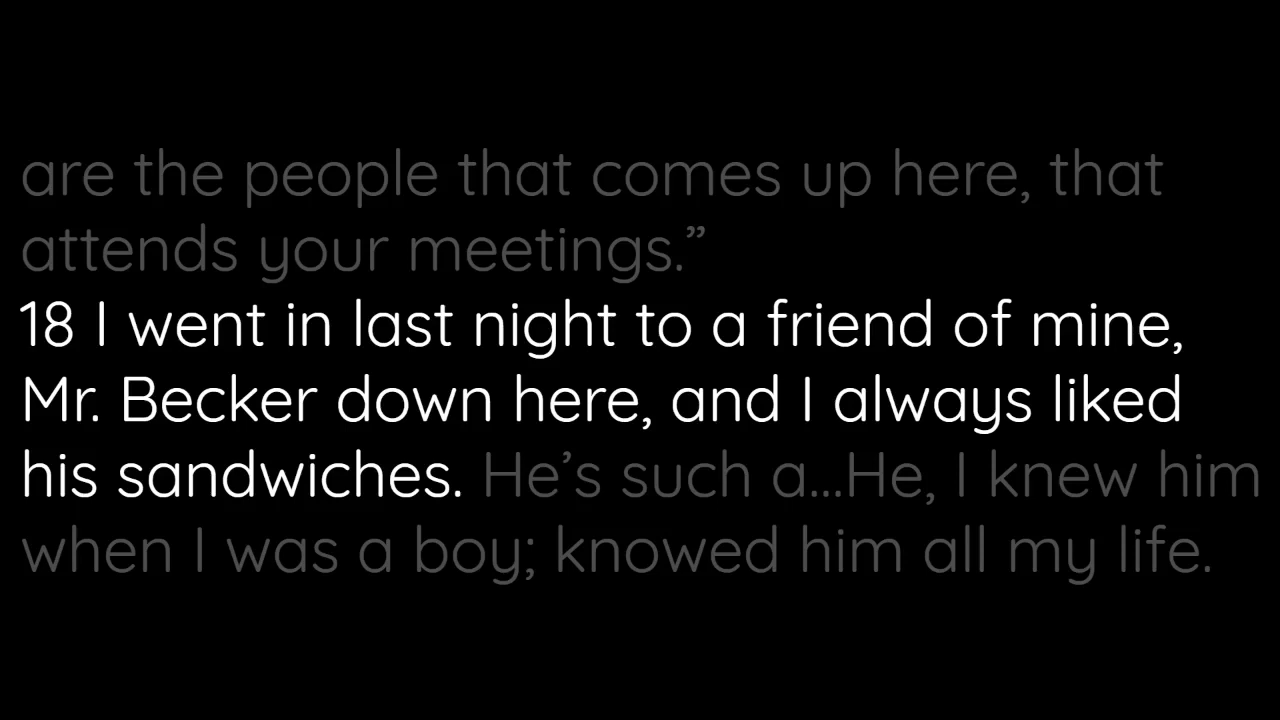 are the people that comes up here, that
attends your meetings.”
18 I went in last night to a friend of mine,
Mr. Becker down here, and I always liked
his sandwiches. He’s such a...He, I knew him
when I was a boy; knowed him all my life.